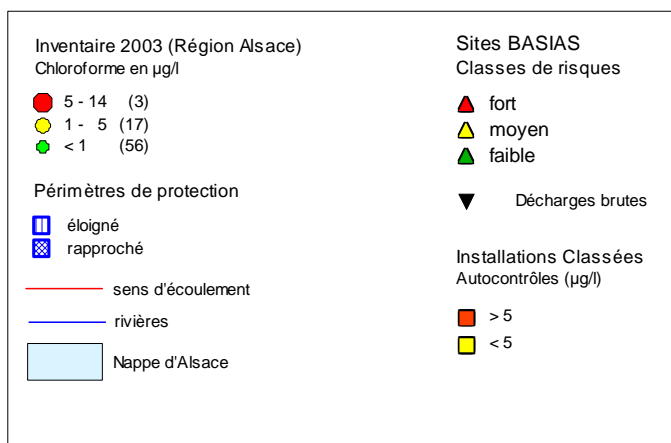 Inventaire 2003 (Région Alsace)
Chloroforme en µg/l
5 - 14 (3)
1 - 5 (17)
< 1 (56)
Périmètres de protection
éloigné
rapproché
sens d'écoulement
rivières
Nappe d'Alsace
Sites BASIAS
Classes de risques
fort
moyen
faible
Décharges brutes
Installations Classées
Autocontrôles (µg/l)
> 5
< 5